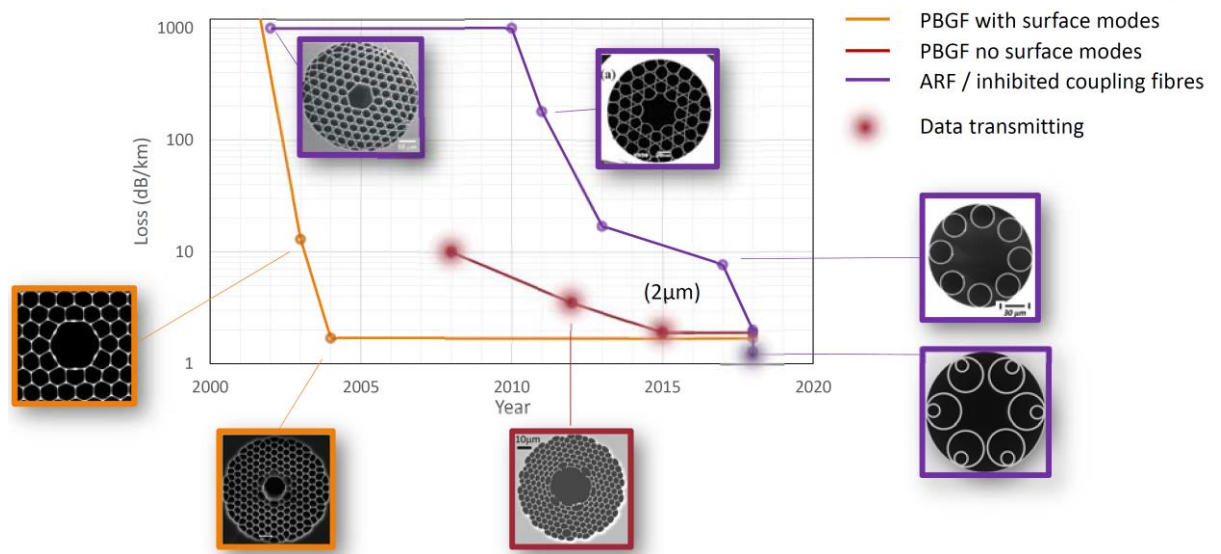 PBGF with surface modes
PBGF no surface modes
ARF / inhibited coupling fibres
Data transmitting
Loss (dB/km)
1000
100
10
1
(a)
(2μm)
30 μm
10μm
2000
2005
2010
2015
2020
Year